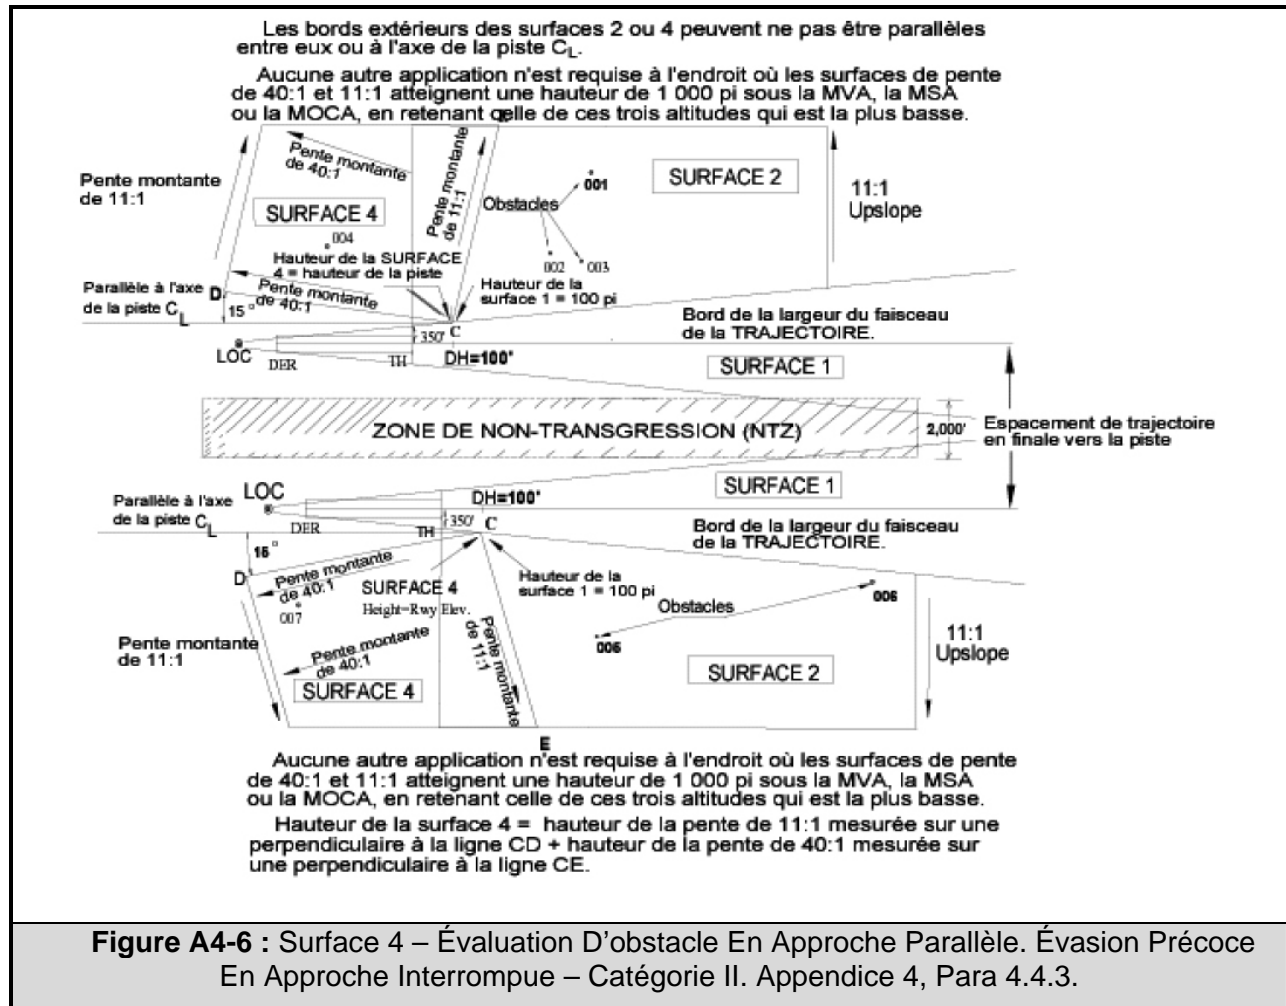 Les bords extérieurs des surfaces 2 ou 4 peuvent ne pas être parallèles
entre eux ou à l'axe de la piste CL.
Aucune autre application n'est requise à l'endroit où les surfaces de pente
de 40:1 et 11:1 atteignent une hauteur de 1 000 pi sous la MVA, la MSA
ou la MOCA, en retenant celle de ces trois altitudes qui est la plus basse.
Pente montante
de 11:1
Pente montante
de 40:1
Pente montante
de 11:1
SURFACE 4
004
Hauteur de la SURFACE
4 = hauteur de la piste
Obstacles
001
002
003
SURFACE 2
11:1
Upslope
Parallèle à l'axe
de la piste CL
D
15 °
Pente montante
de 40:1
Hauteur de la
surface 1 = 100 pi
C
350'
LOC
DER
TH
DH=100'
Bord de la largeur du faisceau
de la TRAJECTOIRE.
SURFACE 1
ZONE DE NON-TRANSGRESSION (NTZ)
2,000'
Espacement de trajectoire
en finale vers la piste
SURFACE 1
LOC
DH=100'
Parallèle à l'axe
de la piste CL
DER
TH
350'
C
Bord de la largeur du faisceau
de la TRAJECTOIRE.
15 °
D
Pente montante
de 40:1
007
SURFACE 4
Height=Rwy Elev.
Hauteur de la
surface 1 = 100 pi
Obstacles
006
006
Pente montante
de 11:1
Pente montante
de 40:1
Pente montante
de 11:1
SURFACE 4
SURFACE 2
11:1
Upslope
E
Aucune autre application n'est requise à l'endroit où les surfaces de pente
de 40:1 et 11:1 atteignent une hauteur de 1 000 pi sous la MVA, la MSA
ou la MOCA, en retenant celle de ces trois altitudes qui est la plus basse.
Hauteur de la surface 4 = hauteur de la pente de 11:1 mesurée sur une
perpendiculaire à la ligne CD + hauteur de la pente de 40:1 mesurée sur
une perpendiculaire à la ligne CE.
Figure A4-6 : Surface 4 – Évaluation D'obstacle En Approche Parallèle. Évasion Précoce
En Approche Interrompue – Catégorie II. Appendice 4, Para 4.4.3.